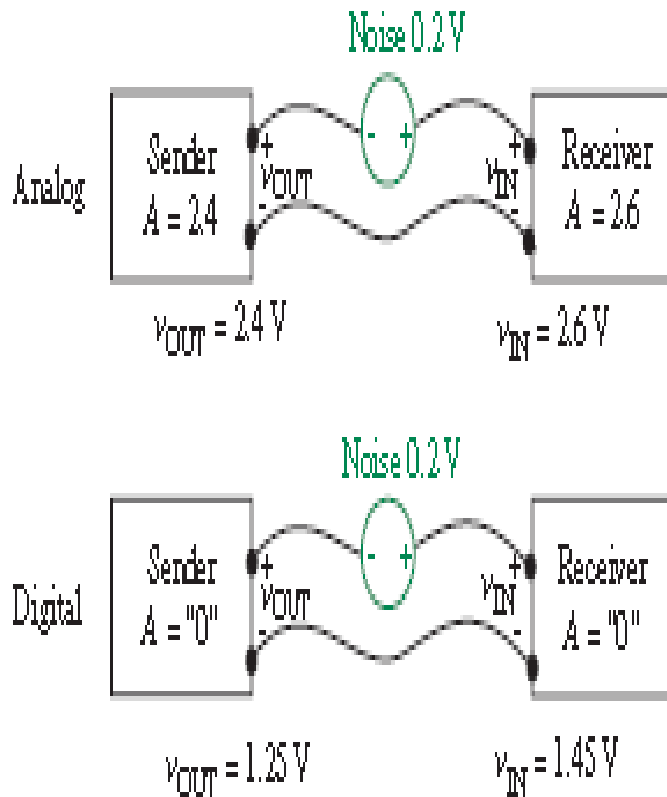 Noise 0.2 V
Analog
Sender
A = 2.4
+
vOUT
-
- +
+
vIN
-
Receiver
A = 2.6
vOUT = 2.4 V
vIN = 2.6 V
Noise 0.2 V
Digital
Sender
A = "0"
+
vOUT
-
- +
+
vIN
-
Receiver
A = "0"
vOUT = 1.25 V
vIN = 1.45 V